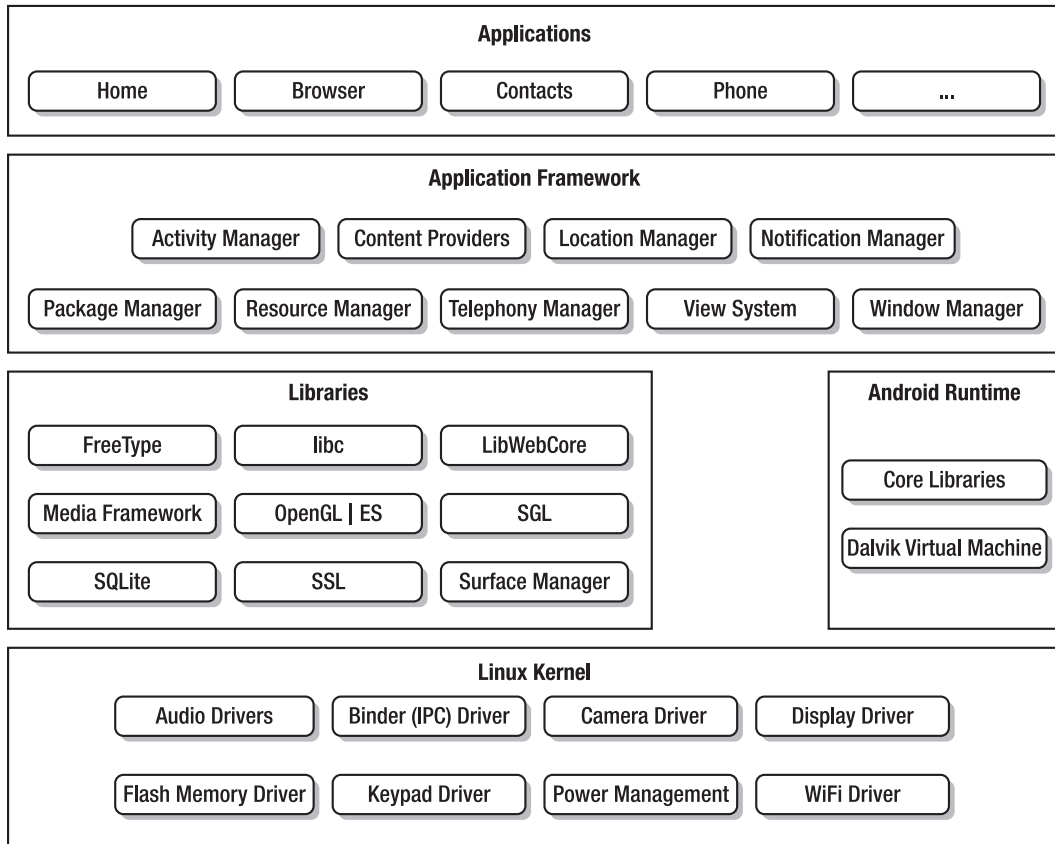 Applications
Home Browser Contacts Phone ...
Application Framework
Activity Manager Content Providers Location Manager Notification Manager
Package Manager Resource Manager Telephony Manager View System Window Manager
Libraries
FreeType libc LibWebCore
Media Framework OpenGL | ES SGL
SQLite SSL Surface Manager
Android Runtime
Core Libraries
Dalvik Virtual Machine
Linux Kernel
Audio Drivers Binder (IPC) Driver Camera Driver Display Driver
Flash Memory Driver Keypad Driver Power Management WiFi Driver